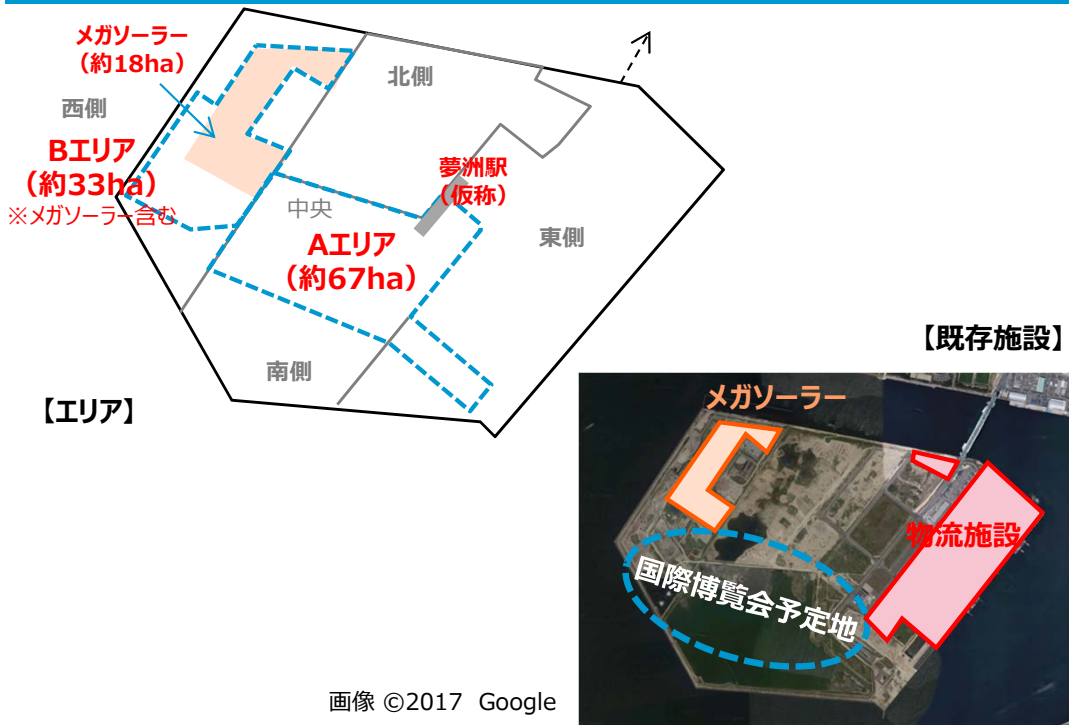 メガソーラー
（約18ha）
北側
西側
Bエリア
（約33ha）
※メガソーラー含む
夢洲駅
（仮称）
中央
Aエリア
（約67ha）
東側
南側
【エリア】
【既存施設】
メガソーラー
物流施設
国際博覧会予定地
画像 ©2017 Google